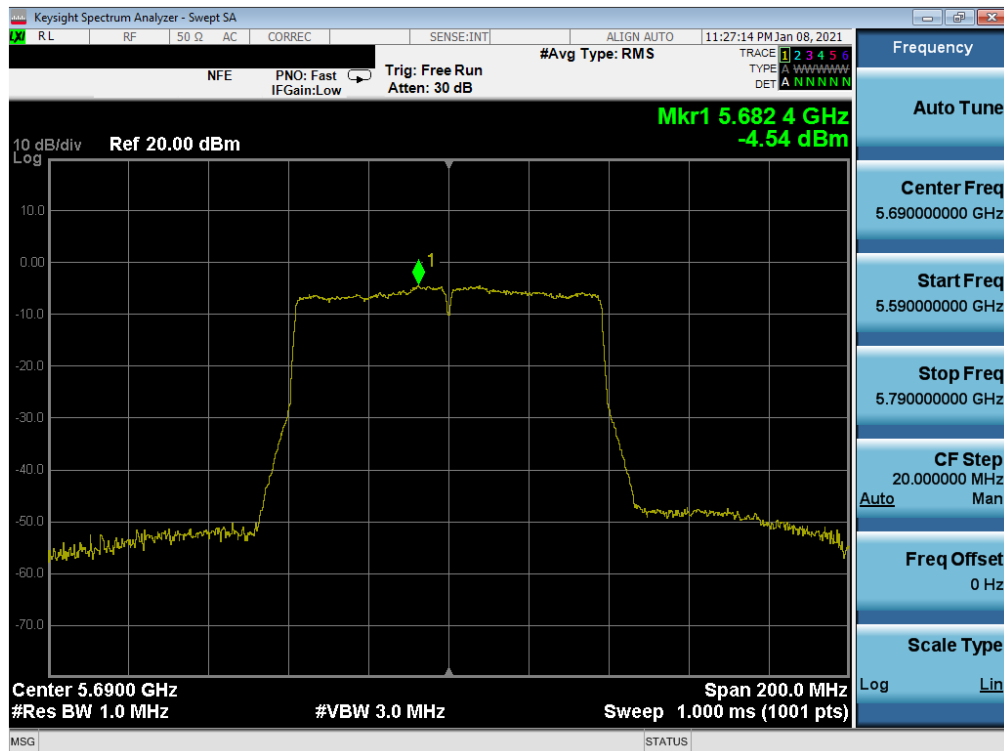 Keysight Spectrum Analyzer - Swept SA
LXI RL RF 50 Ω AC CORREC SENSE:INT ALIGN AUTO 11:27:14 PM Jan 08, 2021
NFE PNO: Fast IFGain:Low Trig: Free Run Atten: 30 dB #Avg Type: RMS
TRACE 1 2 3 4 5 6
TYPE A WWWWW
DET A N N N N N
Mkr1 5.682 4 GHz
-4.54 dBm
10 dB/div Ref 20.00 dBm
Log
1
10.0
0.00
-10.0
-20.0
-30.0
-40.0
-50.0
-60.0
-70.0
Center 5.6900 GHz Span 200.0 MHz
#Res BW 1.0 MHz #VBW 3.0 MHz Sweep 1.000 ms (1001 pts)
MSG STATUS
Frequency
Auto Tune
Center Freq
5.690000000 GHz
Start Freq
5.590000000 GHz
Stop Freq
5.790000000 GHz
CF Step
20.000000 MHz
Auto Man
Freq Offset
0 Hz
Scale Type
Log Lin